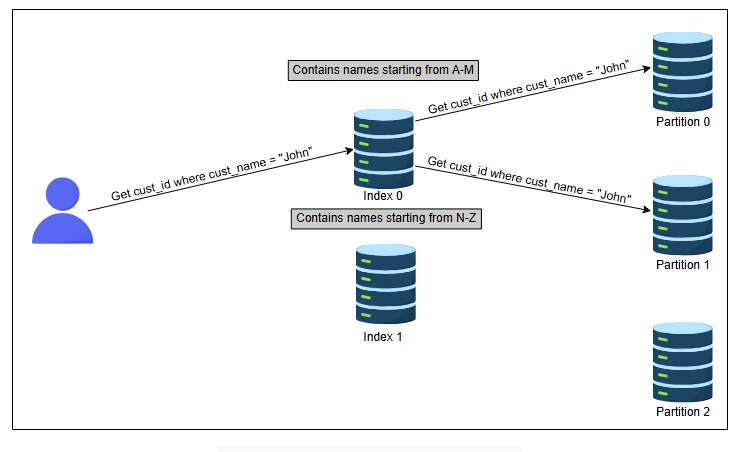 Contains names starting from A-M
Get cust_id where cust_name = "John"
Partition 0
Get cust_id where cust_name = "John"
Index 0
Get cust_id where cust_name = "John"
Contains names starting from N-Z
Partition 1
Index 1
Partition 2